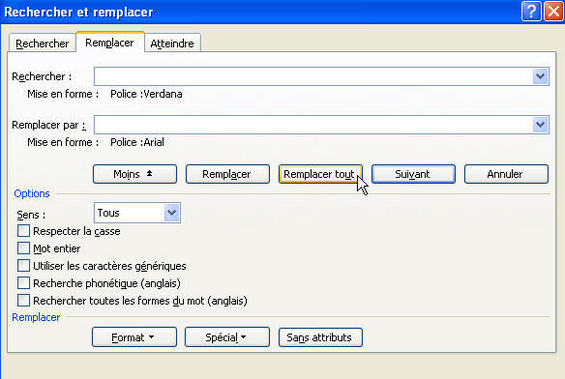 Rechercher et remplacer
Rechercher Remplacer Atteindre
Rechercher :
Mise en forme : Police :Verdana
Remplacer par :
Mise en forme : Police :Arial
Moins Remplacer Remplacer tout Suivant Annuler
Options
Sens : Tous
Respecter la casse
Mot entier
Utiliser les caractères génériques
Recherche phonétique (anglais)
Rechercher toutes les formes du mot (anglais)
Remplacer
Format Spécial Sans attributs